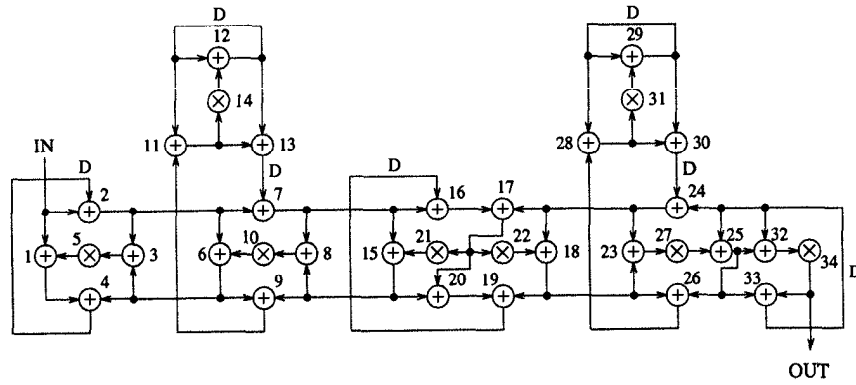 D D
12 29
14 31
IN 11 13 28 30
D D D D
2 7 16 17 24
5 10 21 22 27 25 32
1 3 6 8 15 18 23 34
D
4 9 20 19 26 33
OUT